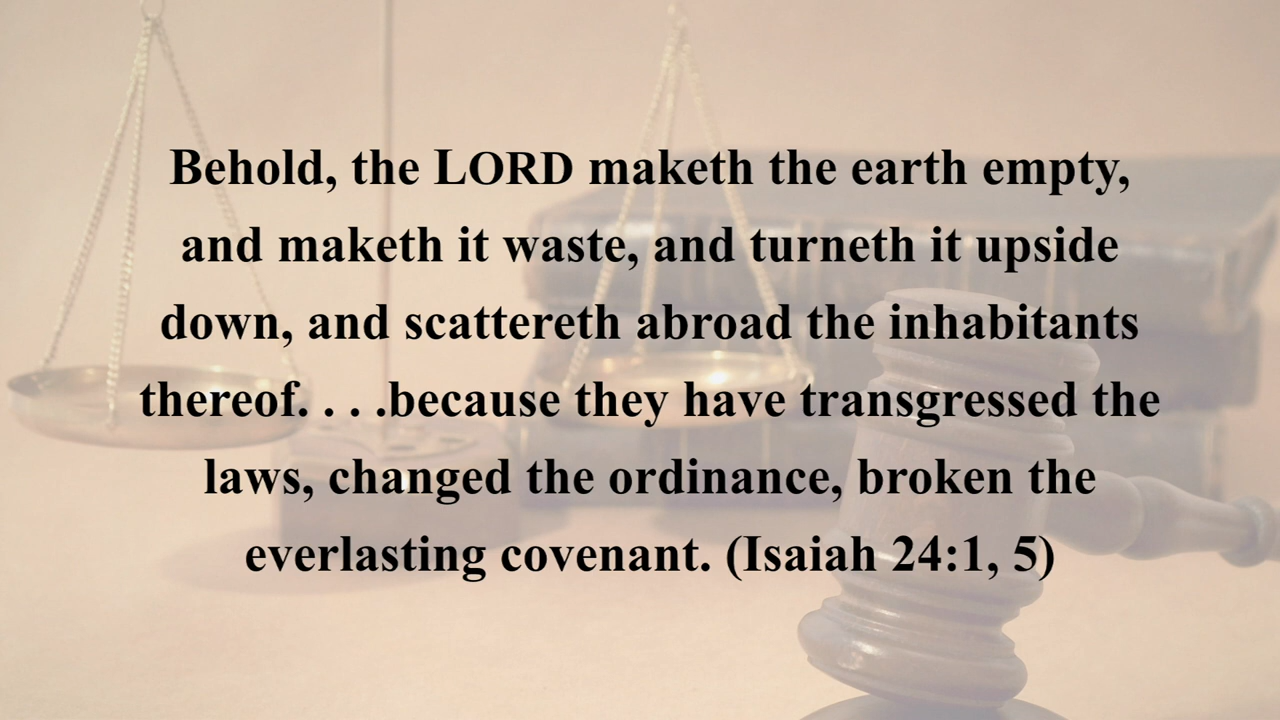 Behold, the LORD maketh the earth empty,
and maketh it waste, and turneth it upside
down, and scattereth abroad the inhabitants
thereof. . . .because they have transgressed the
laws, changed the ordinance, broken the
everlasting covenant. (Isaiah 24:1, 5)